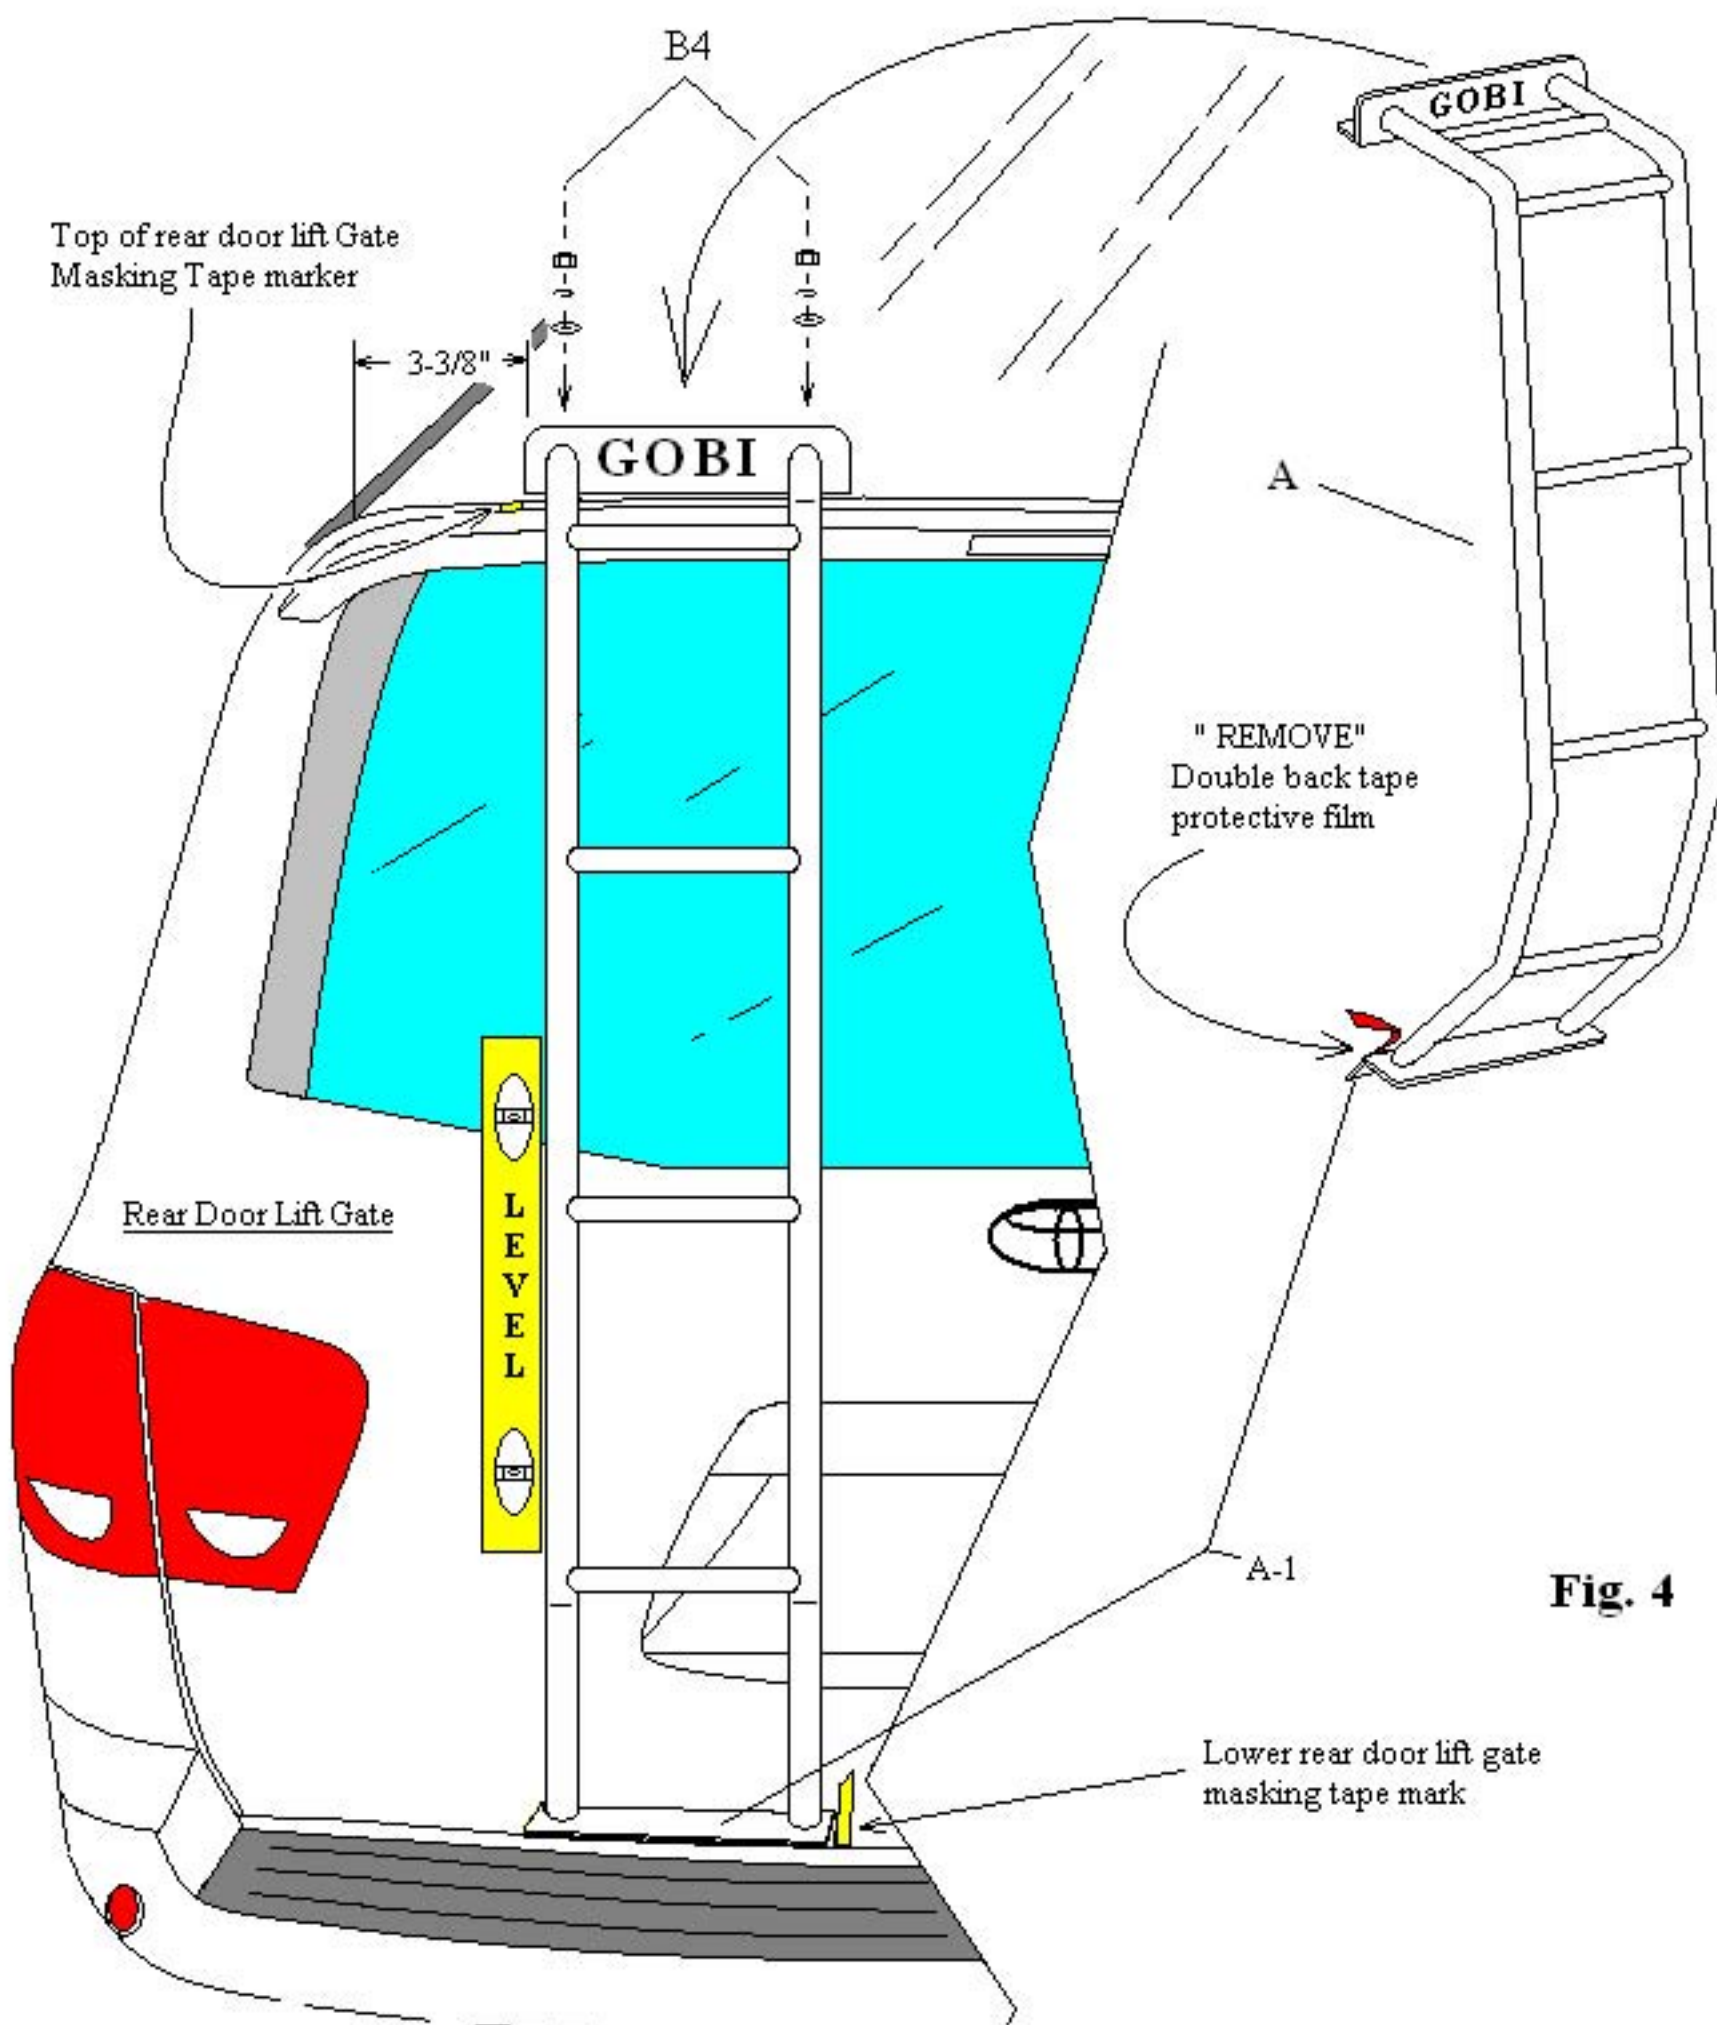 B4
GOBI
Top of rear door lift Gate
Masking Tape marker
3-3/8"
GOBI
A
" REMOVE"
Double back tape
protective film
Rear Door Lift Gate
LEVEL
A-1
Fig. 4
Lower rear door lift gate
masking tape mark